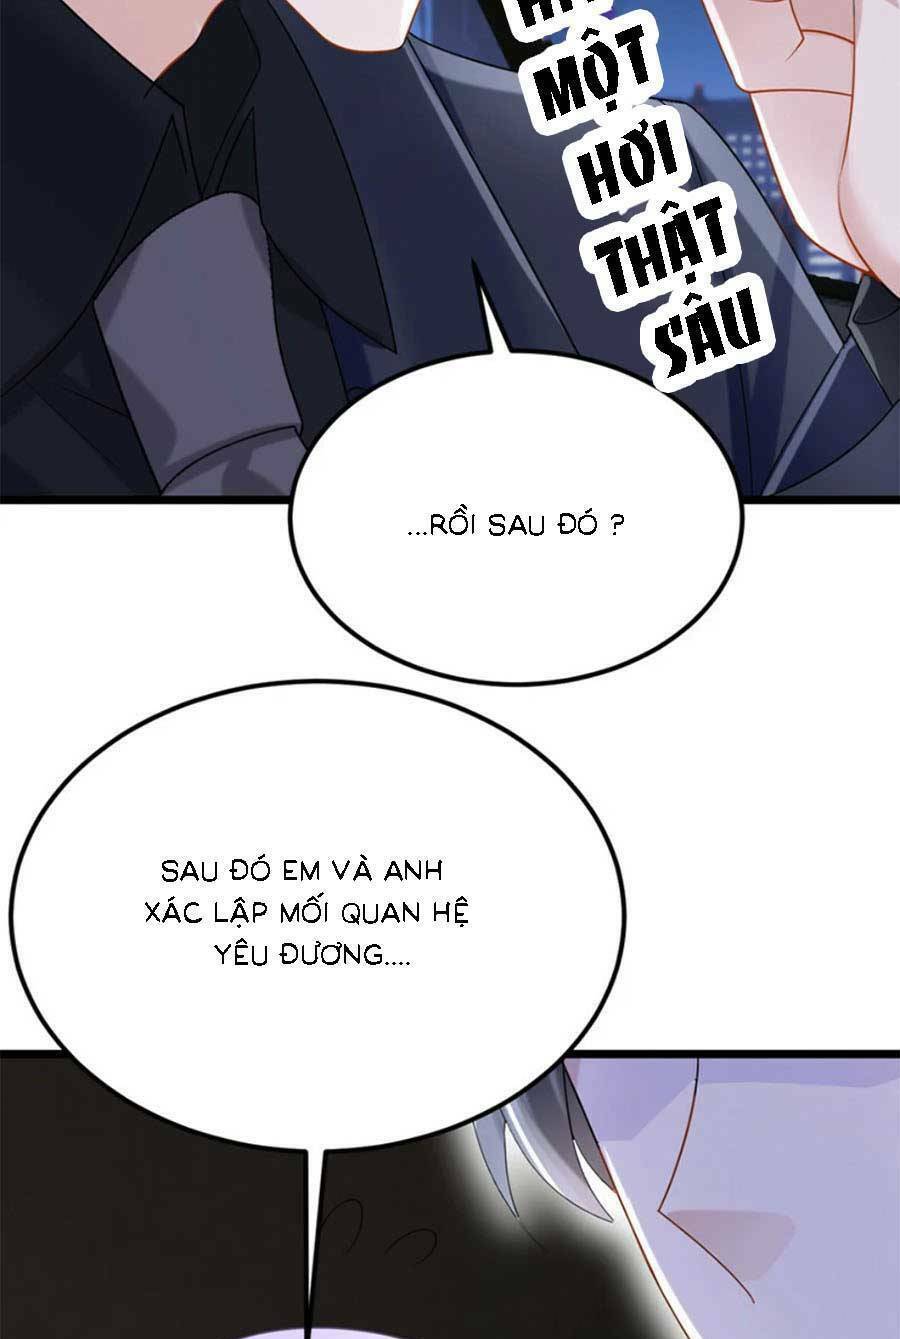 MỘT
HƠI
THẬT
SÂU
...RỒI SAU ĐÓ ?
SAU ĐÓ EM VÀ ANH
XÁC LẬP MỐI QUAN HỆ
YÊU ĐƯƠNG....